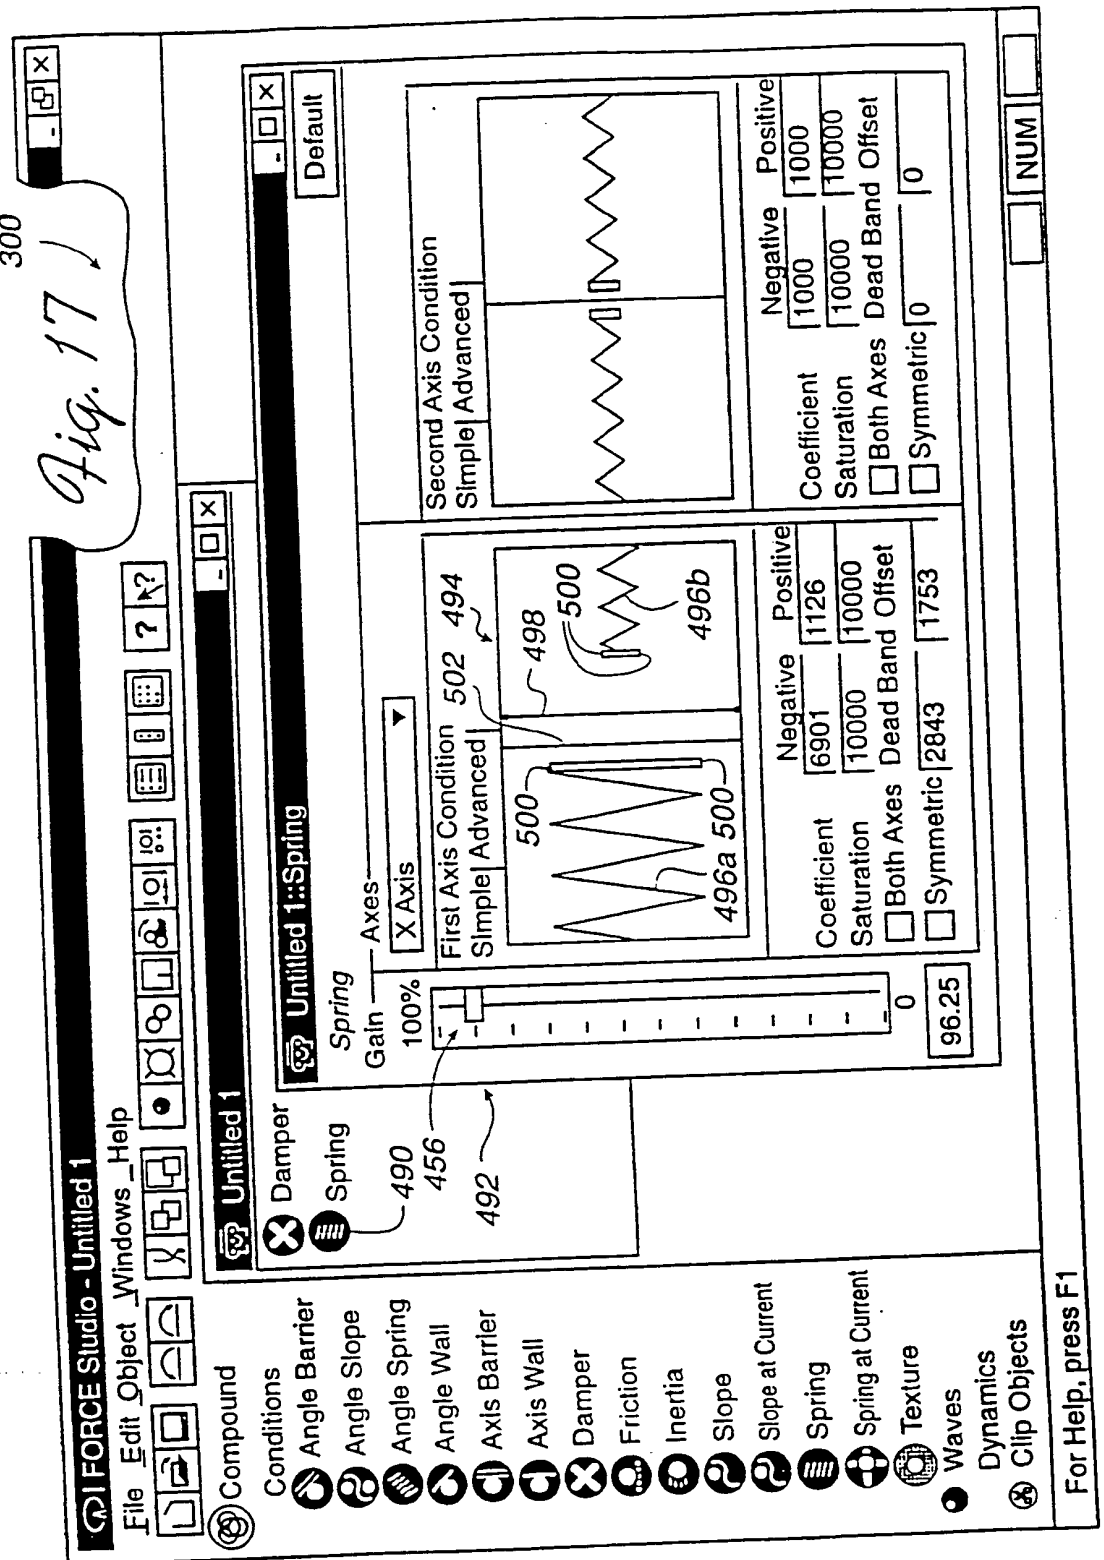 Fig. 17
300
I FORCE Studio - Untitled 1
File Edit Object Windows Help
? ?
Compound
Conditions
Angle Barrier
Angle Slope
Angle Spring
Angle Wall
Axis Barrier
Axis Wall
Damper
Friction
Inertia
Slope
Slope at Current
Spring
Spring at Current
Texture
Waves
Dynamics
Clip Objects
For Help, press F1
NUM
Untitled 1
Damper
Spring
490
456
492
Untitled 1::Spring
Default
Spring
Gain
100%
0
96.25
Axes
X Axis
First Axis Condition
Simple Advanced
502
494
498
500
500
496a
500
496b
Negative Positive
Coefficient 6901 1126
Saturation 10000 10000
Both Axes Dead Band Offset
Symmetric 2843 1753
Second Axis Condition
Simple Advanced
Negative Positive
Coefficient 1000 1000
Saturation 10000 10000
Both Axes Dead Band Offset
Symmetric 0 0